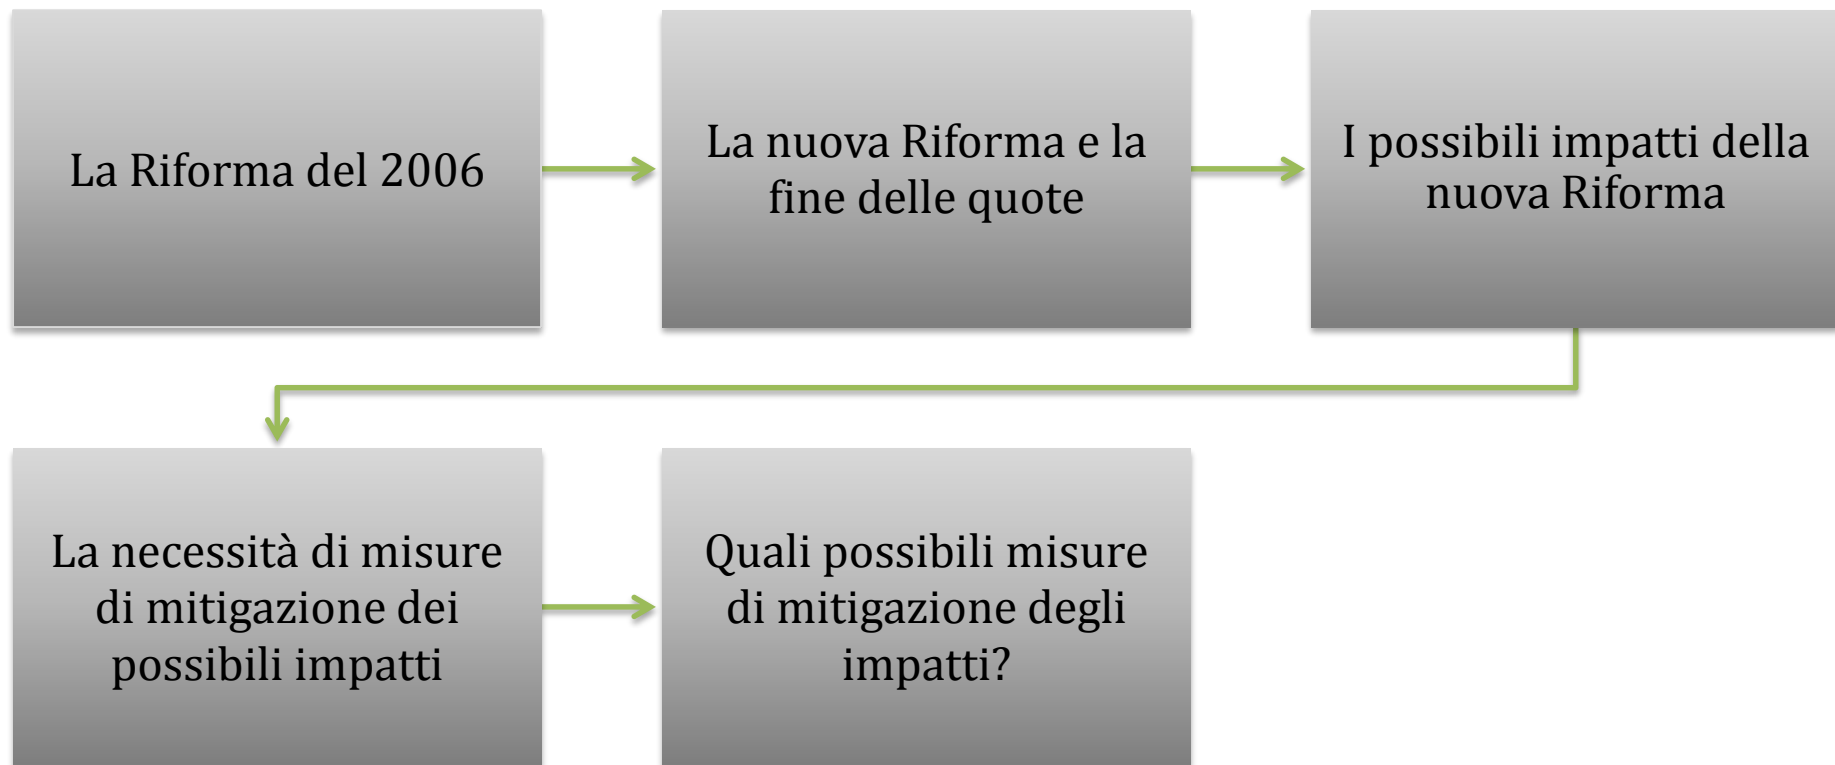 La Riforma del 2006
La nuova Riforma e la
fine delle quote
I possibili impatti della
nuova Riforma
La necessità di misure
di mitigazione dei
possibili impatti
Quali possibili misure
di mitigazione degli
impatti?